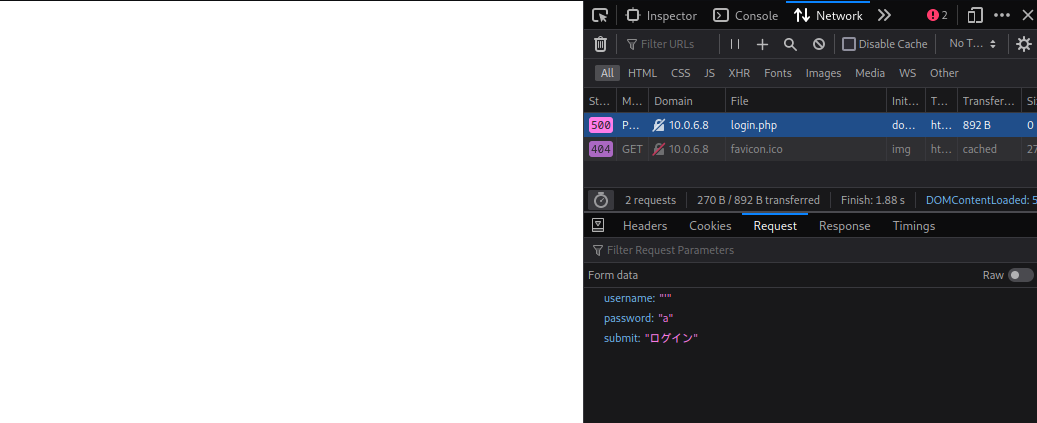 Inspector Console Network 2
Filter URLs Disable Cache No T...
All HTML CSS JS XHR Fonts Images Media WS Other
St... M... Domain File Init... T... Transfer... Si
500 P... 10.0.6.8 login.php do... ht... 892 B 0
404 GET 10.0.6.8 favicon.ico img ht... cached 27
2 requests 270 B / 892 B transferred Finish: 1.88 s DOMContentLoaded: 5
Headers Cookies Request Response Timings
Filter Request Parameters
Form data Raw
username: "'"
password: "a"
submit: "ログイン"